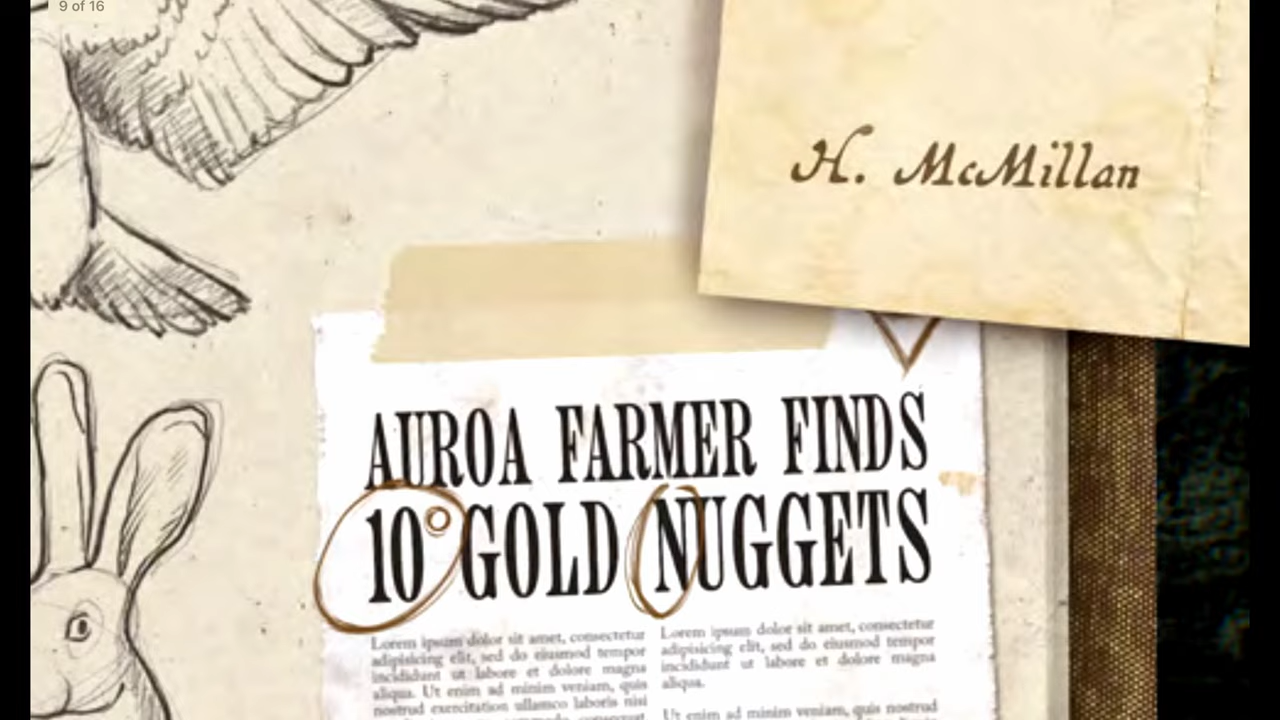 9 of 16
H. McMillan
AUROA FARMER FINDS
10° GOLD NUGGETS
Lorem ipsum dolor sit amet, consectetur
adipisicing elit, sed do eiusmod tempor
incididunt ut labore et dolore magna
aliqua. Ut enim ad minim veniam, quis
nostrud exercitation ullamco laboris nisi
Lorem ipsum dolor sit amet, consectetur
adipisicing elit, sed do eiusmod tempor
incididunt ut labore et dolore magna
aliqua.
Ut enim ad minim veniam, quis nostrud